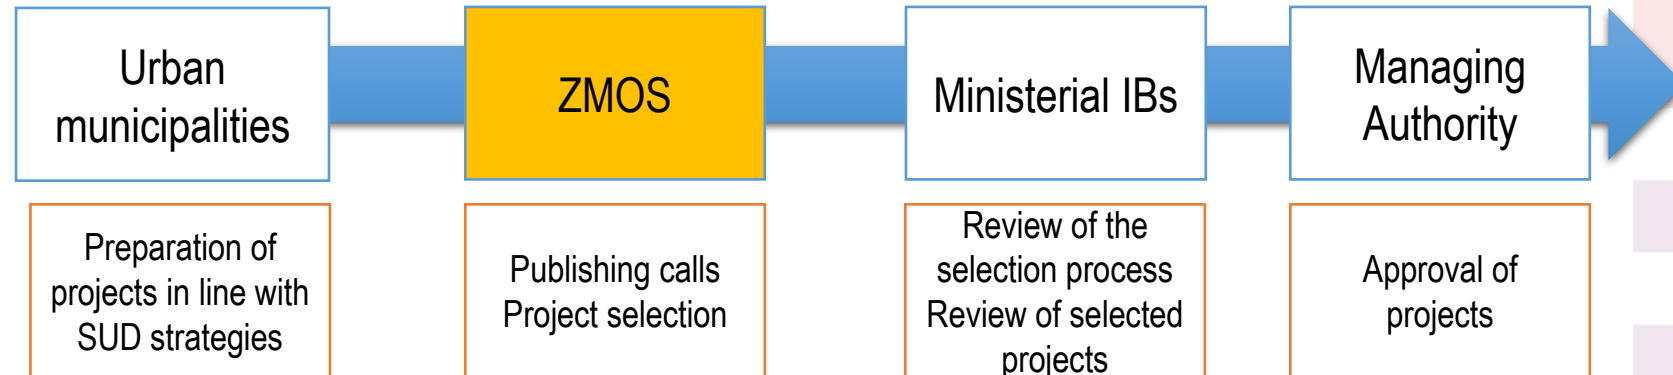 Urban
municipalities
ZMOS
Ministerial IBs
Managing
Authority
Preparation of
projects in line with
SUD strategies
Publishing calls
Project selection
Review of the
selection process
Review of selected
projects
Approval of
projects